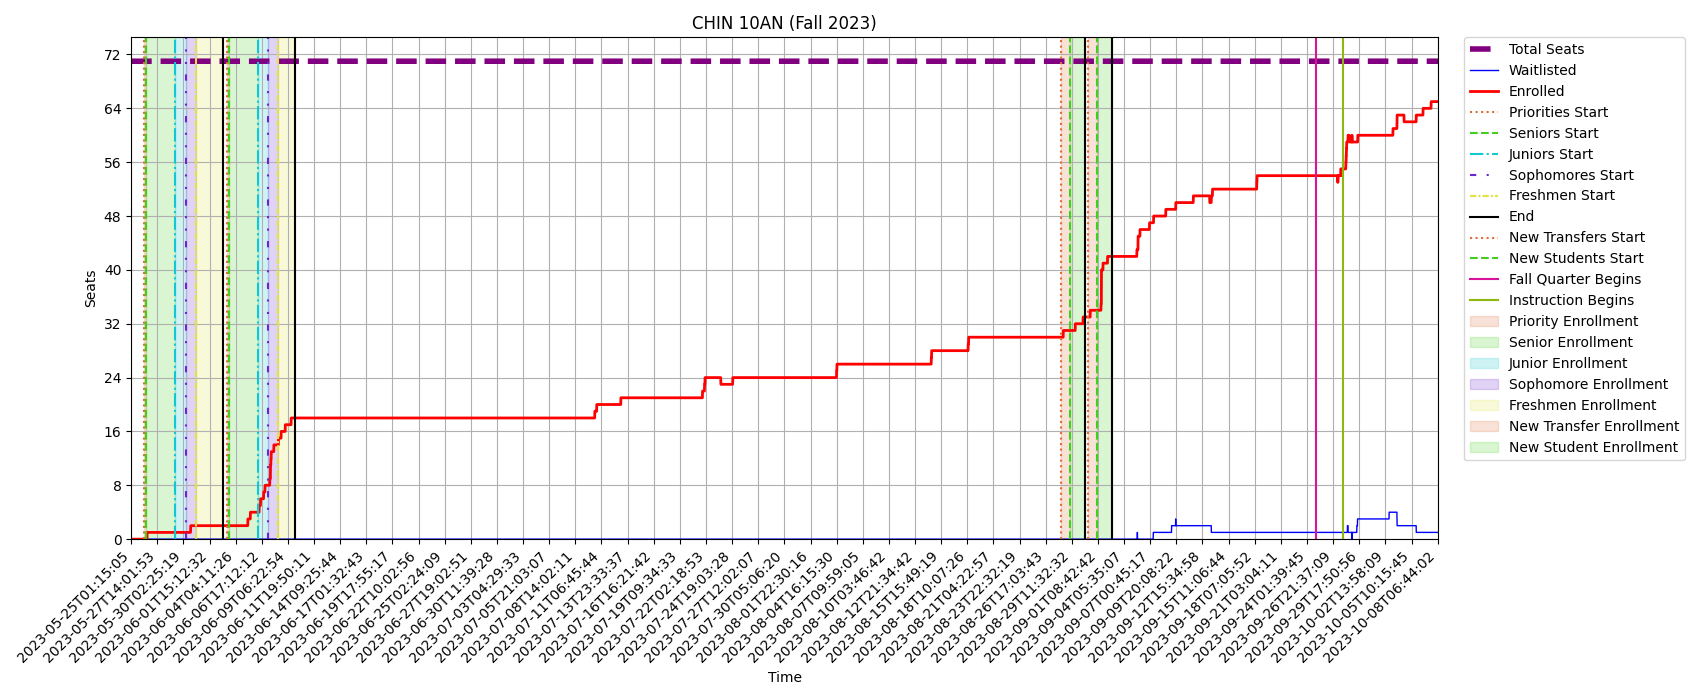 CHIN 10AN (Fall 2023)
72
64
56
48
40
32
24
16
8
0
Seats
2023-05-25T01:15:05
2023-05-27T14:01:53
2023-05-30T02:25:19
2023-06-01T15:12:32
2023-06-04T04:11:26
2023-06-06T17:12:12
2023-06-09T06:22:54
2023-06-11T19:50:11
2023-06-14T09:25:44
2023-06-17T01:32:43
2023-06-19T17:55:17
2023-06-22T10:02:56
2023-06-25T02:24:09
2023-06-27T19:02:51
2023-06-30T11:39:28
2023-07-03T04:29:33
2023-07-05T21:03:07
2023-07-08T14:02:11
2023-07-11T06:45:44
2023-07-13T23:33:37
2023-07-16T16:21:42
2023-07-19T09:34:33
2023-07-22T02:18:53
2023-07-24T19:03:28
2023-07-27T12:02:07
2023-07-30T05:06:20
2023-08-01T22:30:16
2023-08-04T16:15:30
2023-08-07T09:59:05
2023-08-10T03:46:42
2023-08-12T21:34:42
2023-08-15T15:49:19
2023-08-18T10:07:26
2023-08-21T04:22:57
2023-08-23T22:32:19
2023-08-26T17:03:43
2023-08-29T11:32:32
2023-09-01T08:42:42
2023-09-04T05:35:07
2023-09-07T00:45:17
2023-09-09T20:08:22
2023-09-12T15:34:58
2023-09-15T11:06:44
2023-09-18T07:05:52
2023-09-21T03:04:11
2023-09-24T01:39:45
2023-09-26T21:37:09
2023-09-29T17:50:56
2023-10-02T13:58:09
2023-10-05T10:15:45
2023-10-08T06:44:02
Time
Total Seats
Waitlisted
Enrolled
Priorities Start
Seniors Start
Juniors Start
Sophomores Start
Freshmen Start
End
New Transfers Start
New Students Start
Fall Quarter Begins
Instruction Begins
Priority Enrollment
Senior Enrollment
Junior Enrollment
Sophomore Enrollment
Freshmen Enrollment
New Transfer Enrollment
New Student Enrollment